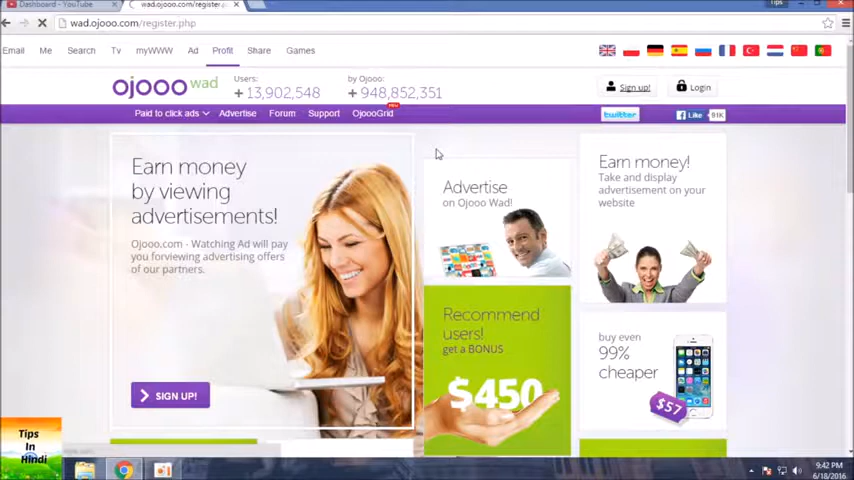 Dashboard - YouTube
wad.ojooo.com/register.p
Tips
wad.ojooo.com/register.php
Email Me Search Tv myWWW Ad Profit Share Games
ojooo wad
Users:
+ 13,902,548
by Ojooo:
+ 948,852,351
Sign up!
Login
Paid to click ads Advertise Forum Support OjoooGrid
NEW
twitter
Like 91K
Earn money
by viewing
advertisements!
Ojooo.com - Watching Ad will pay
you forviewing advertising offers
of our partners.
SIGN UP!
Advertise
on Ojooo Wad!
Recommend
users!
get a BONUS
$450
Earn money!
Take and display
advertisement on your
website
buy even
99%
cheaper
$57
Tips
In
Hindi
9:42 PM
6/18/2016